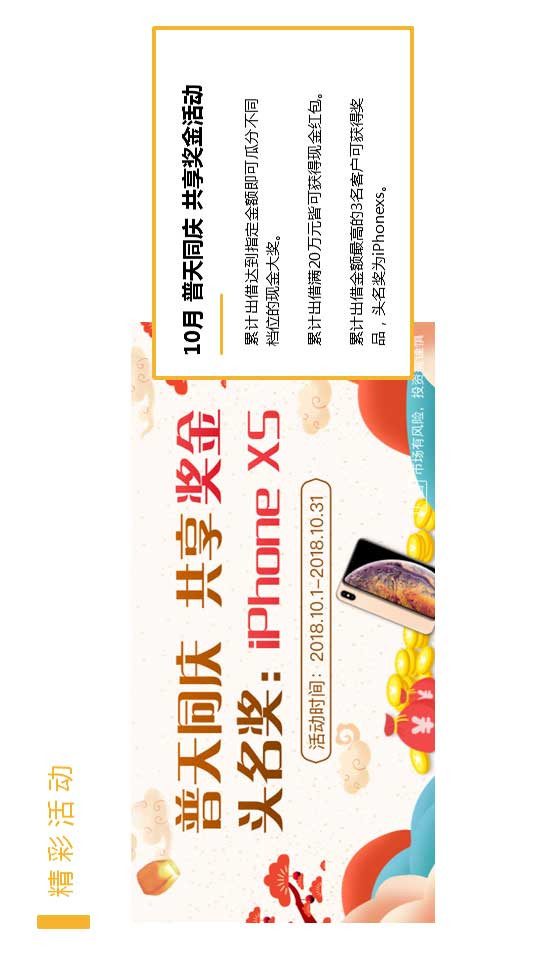 精彩活动
普天同庆 共享奖金
头名奖：iPhone XS
活动时间：2018.10.1-2018.10.31
市场有风险，投资需谨慎
10月 普天同庆 共享奖金活动
累计出借达到指定金额即可瓜分不同
档位的现金大奖。
累计出借满20万元皆可获得现金红包。
累计出借金额最高的3名客户可获得奖
品，头名奖为iPhonexs。